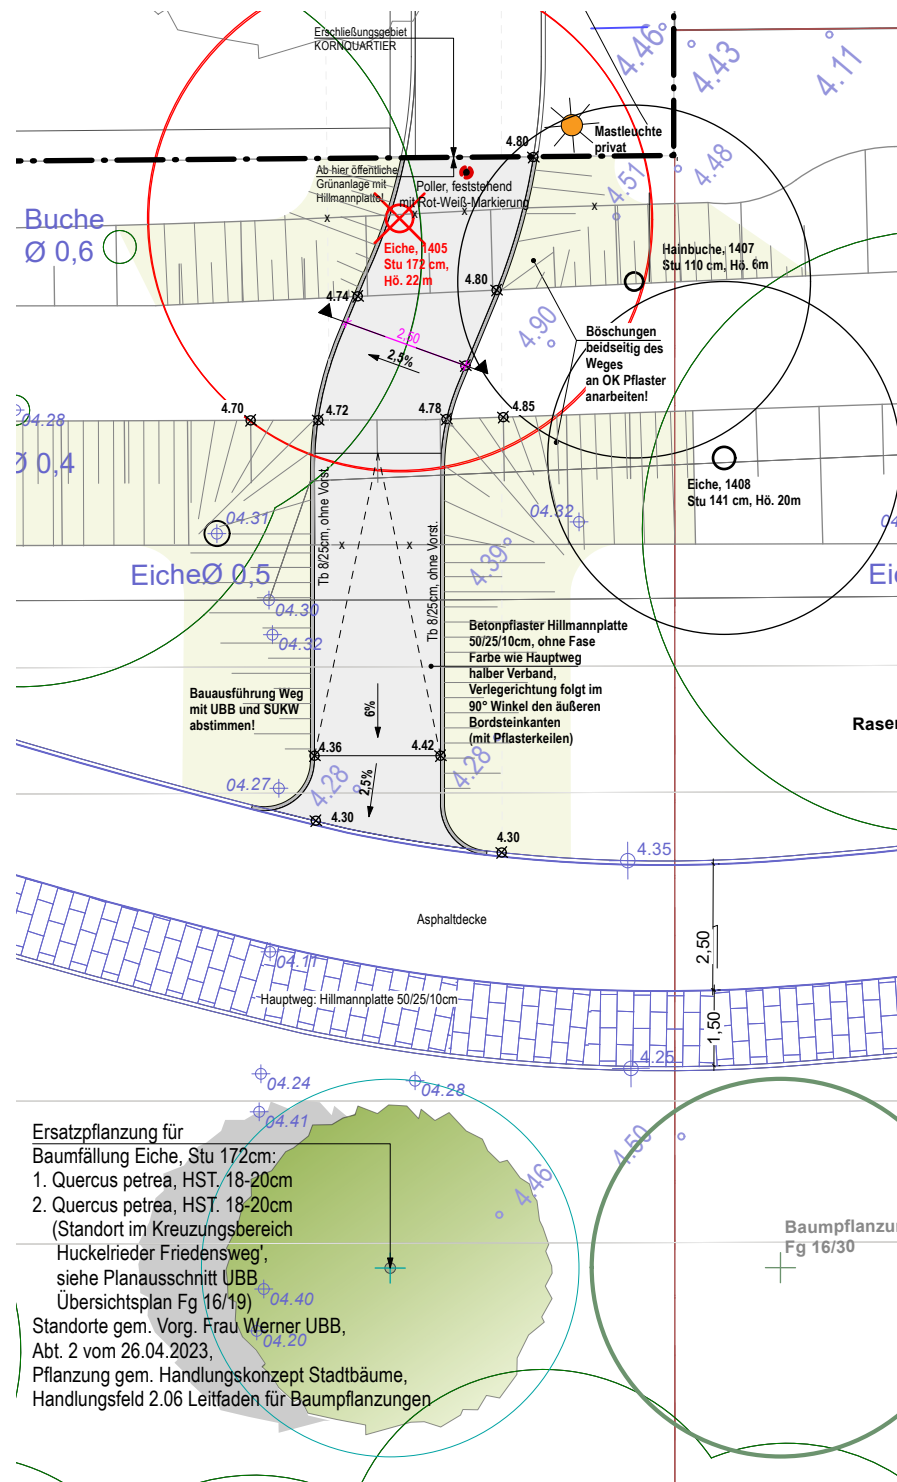 Erschließungsgebiet
KORNQUARTIER
4.46
4.43
4.11
Mastleuchte
privat
4.80
4.48
4.51
Ab hier öffentliche
Grünanlage mit
Hillmannplatte!
Poller, feststehend
mit Rot-Weiß-Markierung
Buche
Ø 0,6
Eiche, 1405
Stu 172 cm,
Hö. 22 m
Hainbuche, 1407
Stu 110 cm, Hö. 6m
4.74
4.80
4.90
2,50
2,5%
Böschungen
beidseitig des
Weges
an OK Pflaster
anarbeiten!
4.70
4.72
4.78
4.85
04.28
Ø 0,4
Eiche, 1408
Stu 141 cm, Hö. 20m
Tb 8/25cm, ohne Vorst.
Tb 8/25cm, ohne Vorst.
04.31
04.32
4.39
EicheØ 0,5
04.30
04.32
Betonpflaster Hillmannplatte
50/25/10cm, ohne Fase
Farbe wie Hauptweg
halber Verband,
Verlegerichtung folgt im
90° Winkel den äußeren
Bordsteinkanten
(mit Pflasterkeilen)
Bauausführung Weg
mit UBB und SUKW
abstimmen!
6%
4.36
4.42
4.28
4.28
04.27
2,5%
4.30
4.30
4.35
Asphaltdecke
2,50
04.11
Hauptweg: Hillmannplatte 50/25/10cm
1,50
4.25
04.24
04.28
04.41
4.50
4.46
Ersatzpflanzung für
Baumfällung Eiche, Stu 172cm:
1. Quercus petrea, HST. 18-20cm
2. Quercus petrea, HST. 18-20cm
(Standort im Kreuzungsbereich
Huckelrieder Friedensweg',
siehe Planausschnitt UBB
Übersichtsplan Fg 16/19)
Standorte gem. Vorg. Frau Werner UBB,
Abt. 2 vom 26.04.2023,
Pflanzung gem. Handlungskonzept Stadtbäume,
Handlungsfeld 2.06 Leitfaden für Baumpflanzungen
04.40
04.20
Fg 16/30